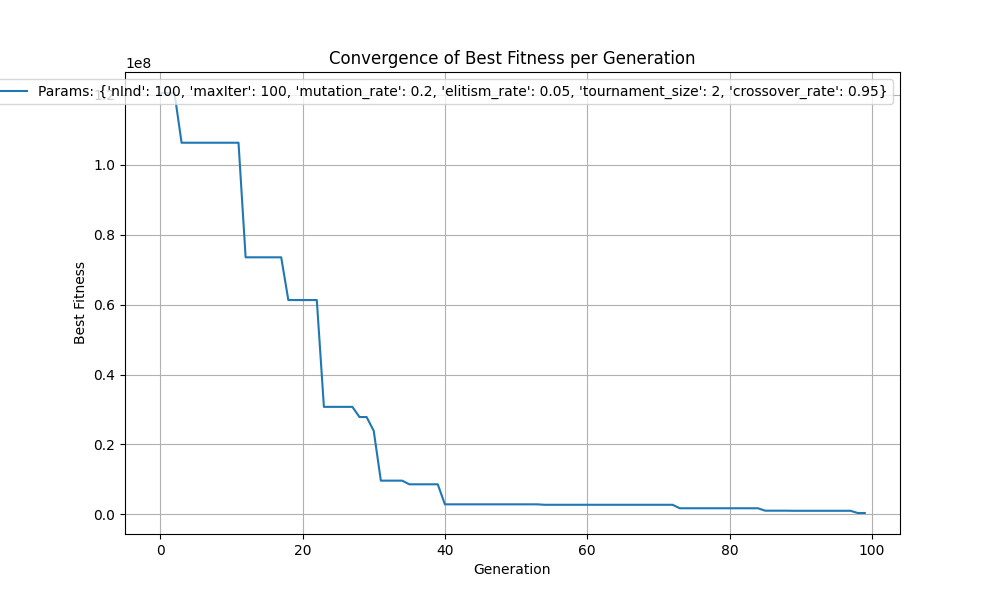 Convergence of Best Fitness per Generation
1e8
Params: {'nInd': 100, 'maxIter': 100, 'mutation_rate': 0.2, 'elitism_rate': 0.05, 'tournament_size': 2, 'crossover_rate': 0.95}
1.2
1.0
0.8
0.6
0.4
0.2
0.0
Best Fitness
0 20 40 60 80 100
Generation